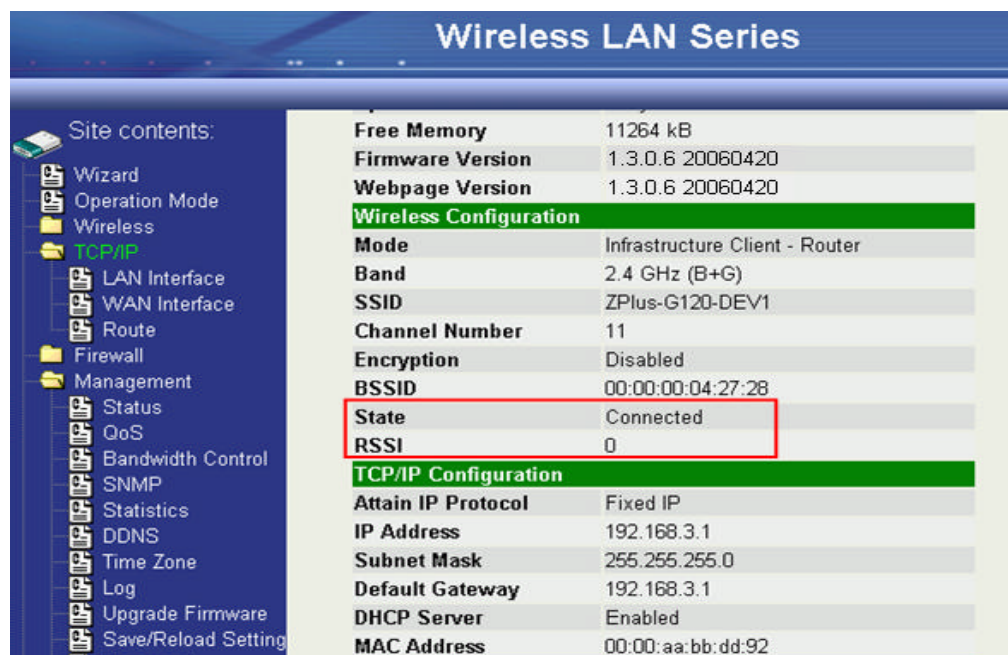 Wireless LAN Series
Site contents:
Wizard
Operation Mode
Wireless
TCP/IP
LAN Interface
WAN Interface
Route
Firewall
Management
Status
QoS
Bandwidth Control
SNMP
Statistics
DDNS
Time Zone
Log
Upgrade Firmware
Save/Reload Setting
Free Memory 11264 kB
Firmware Version 1.3.0.6 20060420
Webpage Version 1.3.0.6 20060420
Wireless Configuration
Mode Infrastructure Client - Router
Band 2.4 GHz (B+G)
SSID ZPlus-G120-DEV1
Channel Number 11
Encryption Disabled
BSSID 00:00:00:04:27:28
State Connected
RSSI 0
TCP/IP Configuration
Attain IP Protocol Fixed IP
IP Address 192.168.3.1
Subnet Mask 255.255.255.0
Default Gateway 192.168.3.1
DHCP Server Enabled
MAC Address 00:00:aa:bb:dd:92